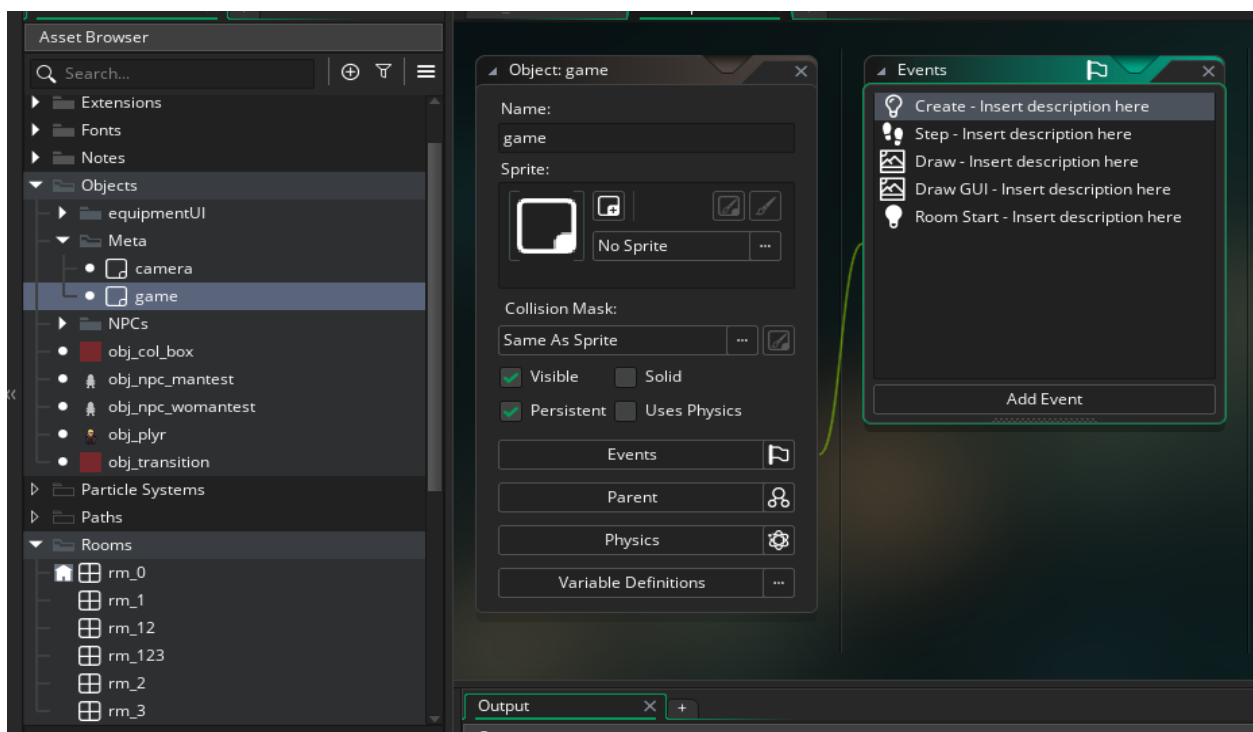 Asset Browser
Search...
Extensions
Fonts
Notes
Objects
equipmentUI
Meta
camera
game
NPCs
obj_col_box
obj_npc_mantest
obj_npc_womantest
obj_plyr
obj_transition
Particle Systems
Paths
Rooms
rm_0
rm_1
rm_12
rm_123
rm_2
rm_3
Object: game
Name:
game
Sprite:
No Sprite
Collision Mask:
Same As Sprite
Visible Solid
Persistent Uses Physics
Events
Parent
Physics
Variable Definitions
Events
Create - Insert description here
Step - Insert description here
Draw - Insert description here
Draw GUI - Insert description here
Room Start - Insert description here
Add Event
Output